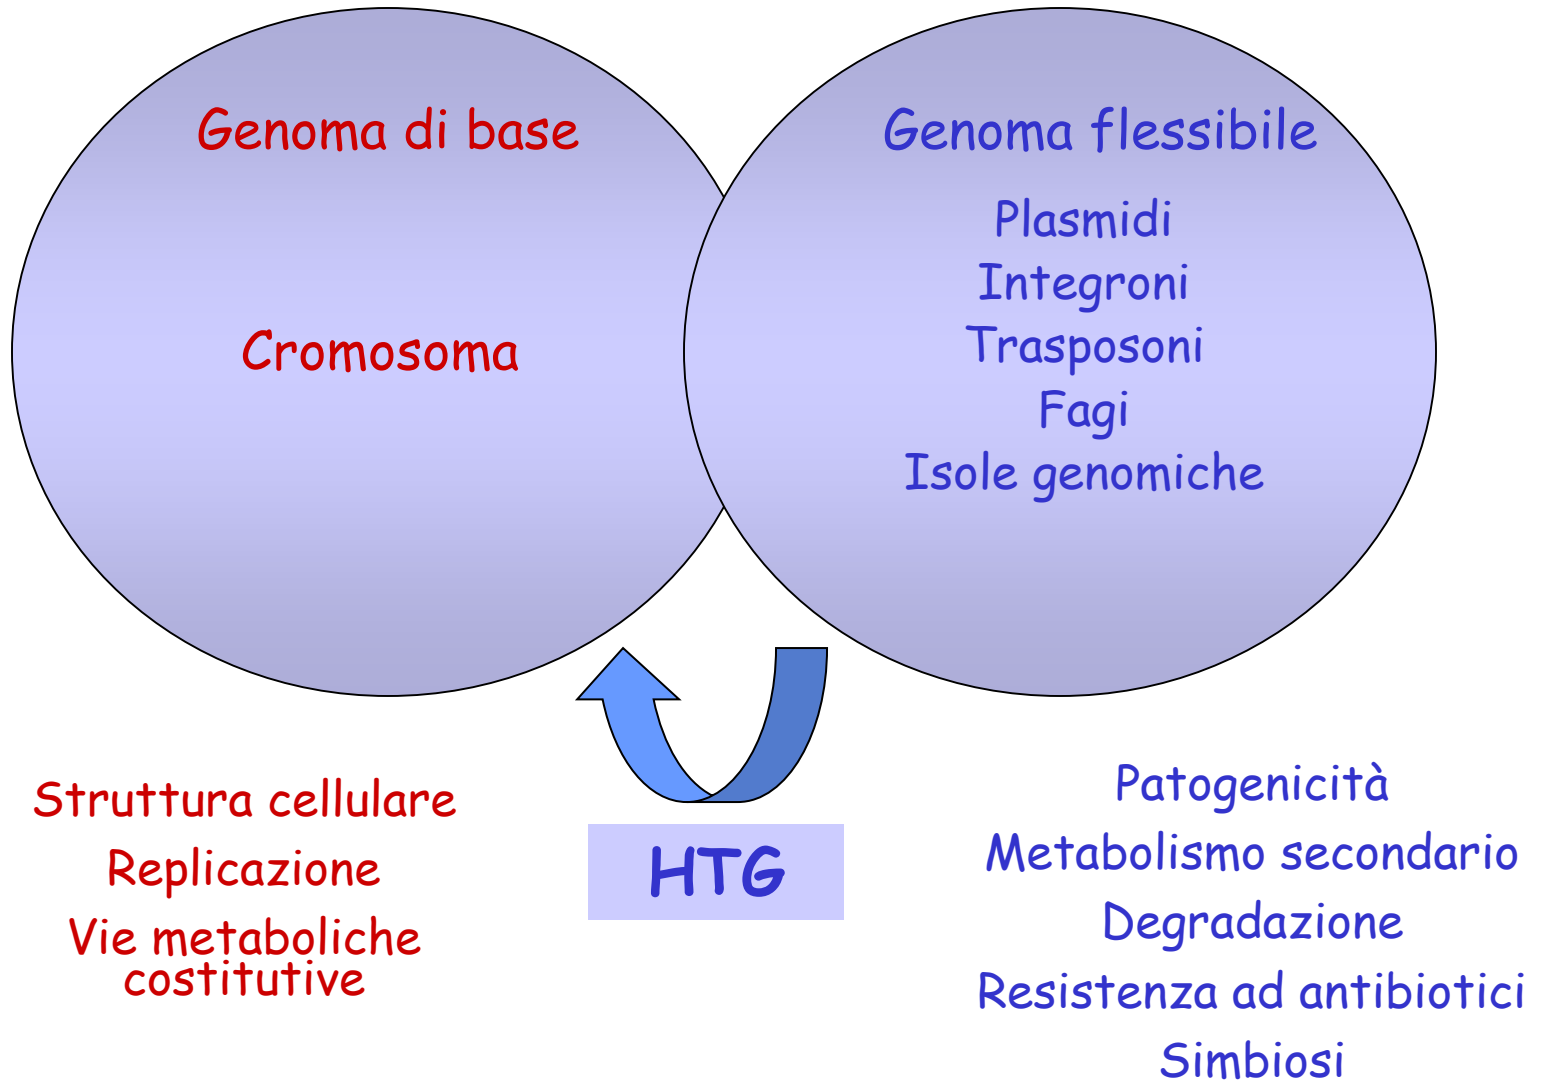 Genoma di base
Cromosoma
Genoma flessibile
Plasmidi
Integroni
Trasposoni
Fagi
Isole genomiche
HTG
Struttura cellulare
Replicazione
Vie metaboliche
costitutive
Patogenicità
Metabolismo secondario
Degradazione
Resistenza ad antibiotici
Simbiosi